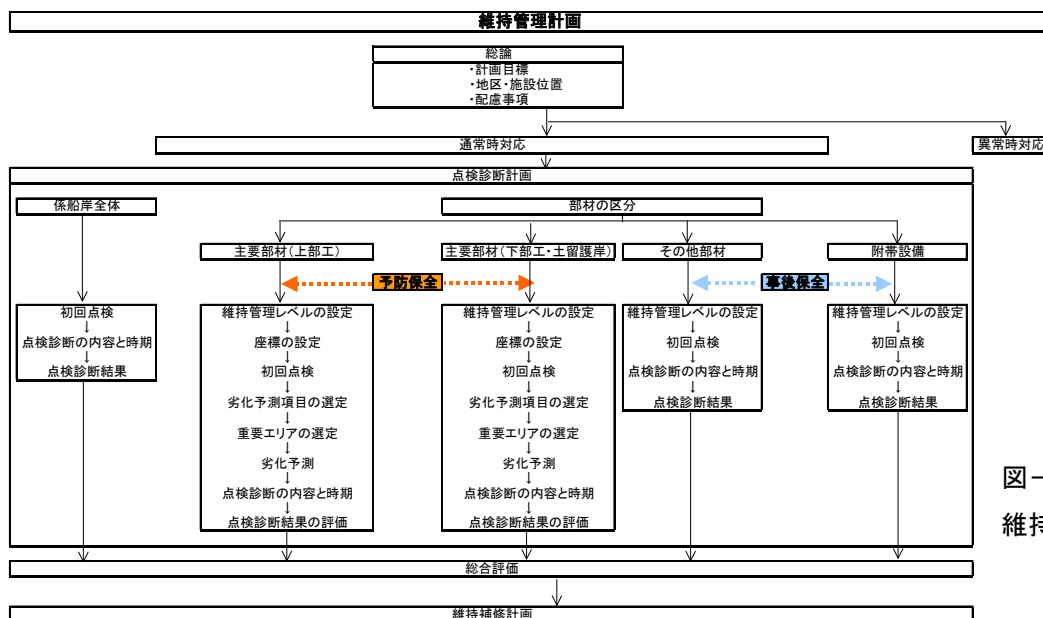 維持管理計画
総論
・計画目標
・地区・施設位置
・配慮事項
通常時対応
異常時対応
点検診断計画
係船岸全体
部材の区分
主要部材(上部工)
主要部材(下部工・土留護岸)
その他部材
附帯設備
予防保全
事後保全
初回点検
↓
点検診断の内容と時期
↓
点検診断結果
維持管理レベルの設定
↓
座標の設定
↓
初回点検
↓
劣化予測項目の選定
↓
重要エリアの選定
↓
劣化予測
↓
点検診断の内容と時期
↓
点検診断結果の評価
維持管理レベルの設定
↓
座標の設定
↓
初回点検
↓
劣化予測項目の選定
↓
重要エリアの選定
↓
劣化予測
↓
点検診断の内容と時期
↓
点検診断結果の評価
維持管理レベルの設定
↓
初回点検
↓
点検診断の内容と時期
↓
点検診断結果
維持管理レベルの設定
↓
初回点検
↓
点検診断の内容と時期
↓
点検診断結果
図－
維持
総合評価
維持補修計画